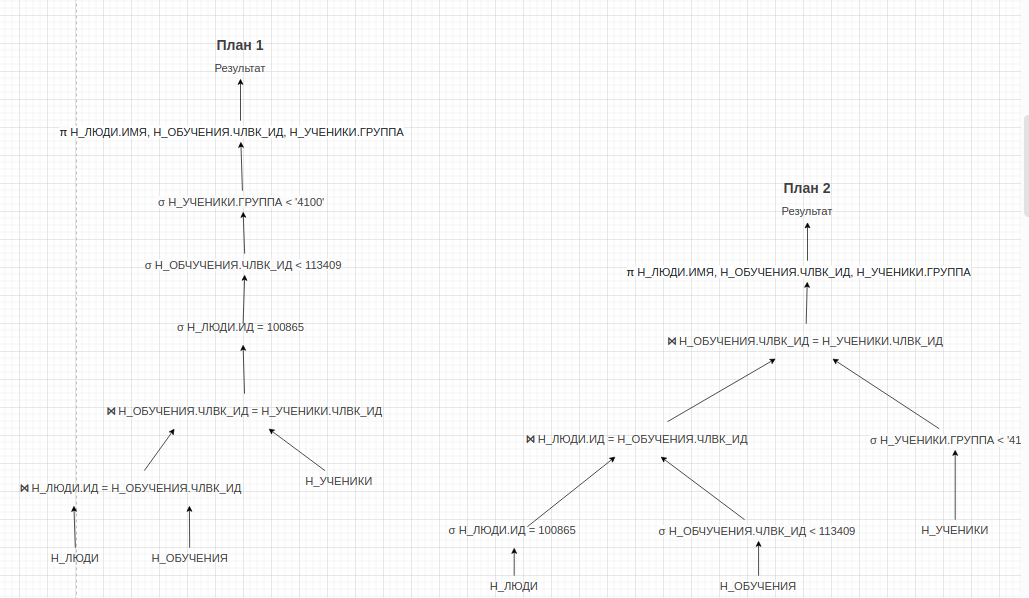 План 1
Результат
π Н_ЛЮДИ.ИМЯ, Н_ОБУЧЕНИЯ.ЧЛВК_ИД, Н_УЧЕНИКИ.ГРУППА
σ Н_УЧЕНИКИ.ГРУППА < '4100'
σ Н_ОБЧУЧЕНИЯ.ЧЛВК_ИД < 113409
σ Н_ЛЮДИ.ИД = 100865
⋈ Н_ОБУЧЕНИЯ.ЧЛВК_ИД = Н_УЧЕНИКИ.ЧЛВК_ИД
Н_УЧЕНИКИ
⋈ Н_ЛЮДИ.ИД = Н_ОБУЧЕНИЯ.ЧЛВК_ИД
Н_ЛЮДИ
Н_ОБУЧЕНИЯ
План 2
Результат
π Н_ЛЮДИ.ИМЯ, Н_ОБУЧЕНИЯ.ЧЛВК_ИД, Н_УЧЕНИКИ.ГРУППА
⋈ Н_ОБУЧЕНИЯ.ЧЛВК_ИД = Н_УЧЕНИКИ.ЧЛВК_ИД
⋈ Н_ЛЮДИ.ИД = Н_ОБУЧЕНИЯ.ЧЛВК_ИД
σ Н_УЧЕНИКИ.ГРУППА < '41
σ Н_ЛЮДИ.ИД = 100865
σ Н_ОБЧУЧЕНИЯ.ЧЛВК_ИД < 113409
Н_УЧЕНИКИ
Н_ЛЮДИ
Н_ОБУЧЕНИЯ